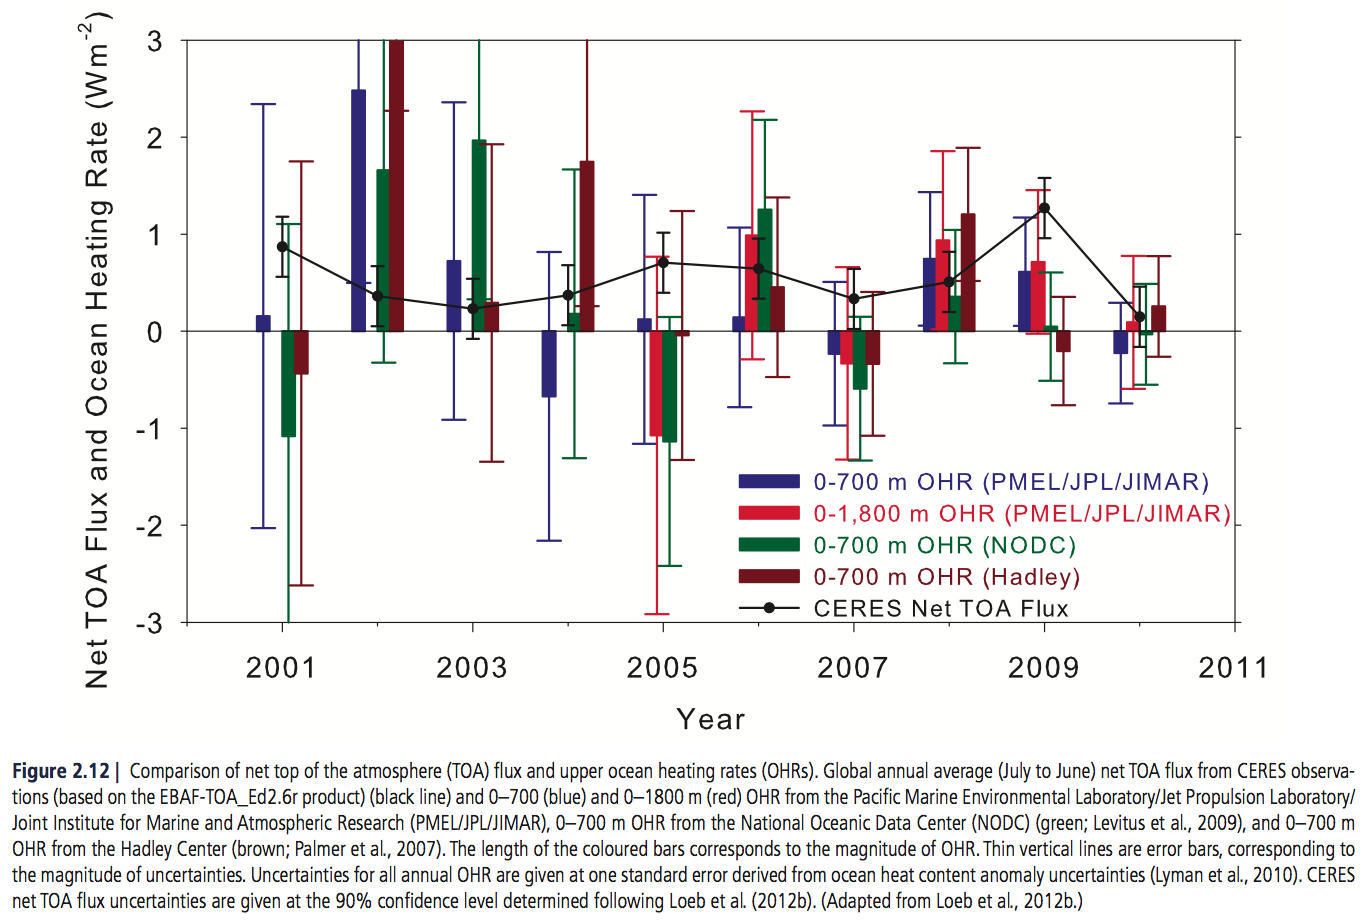 Net TOA Flux and Ocean Heating Rate (Wm-2)
3
2
1
0
-1
-2
-3
0-700 m OHR (PMEL/JPL/JIMAR)
0-1,800 m OHR (PMEL/JPL/JIMAR)
0-700 m OHR (NODC)
0-700 m OHR (Hadley)
CERES Net TOA Flux
2001 2003 2005 2007 2009 2011
Year
Figure 2.12 | Comparison of net top of the atmosphere (TOA) flux and upper ocean heating rates (OHRs). Global annual average (July to June) net TOA flux from CERES observa-
tions (based on the EBAF-TOA_Ed2.6r product) (black line) and 0–700 (blue) and 0–1800 m (red) OHR from the Pacific Marine Environmental Laboratory/Jet Propulsion Laboratory/
Joint Institute for Marine and Atmospheric Research (PMEL/JPL/JIMAR), 0–700 m OHR from the National Oceanic Data Center (NODC) (green; Levitus et al., 2009), and 0–700 m
OHR from the Hadley Center (brown; Palmer et al., 2007). The length of the coloured bars corresponds to the magnitude of OHR. Thin vertical lines are error bars, corresponding to
the magnitude of uncertainties. Uncertainties for all annual OHR are given at one standard error derived from ocean heat content anomaly uncertainties (Lyman et al., 2010). CERES
net TOA flux uncertainties are given at the 90% confidence level determined following Loeb et al. (2012b). (Adapted from Loeb et al., 2012b.)